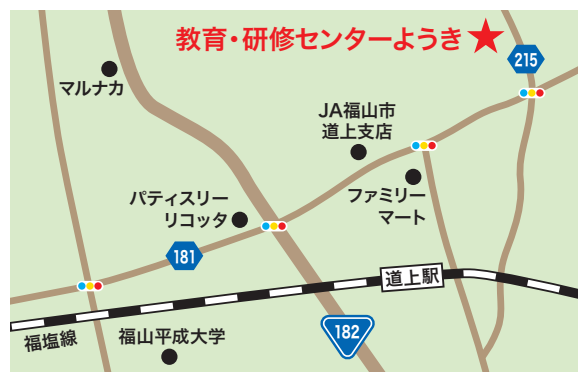 教育・研修センターようき
215
マルナカ
JA福山市
道上支店
ファミリー
マート
パティスリー
リコッタ
181
道上駅
182
福塩線
福山平成大学